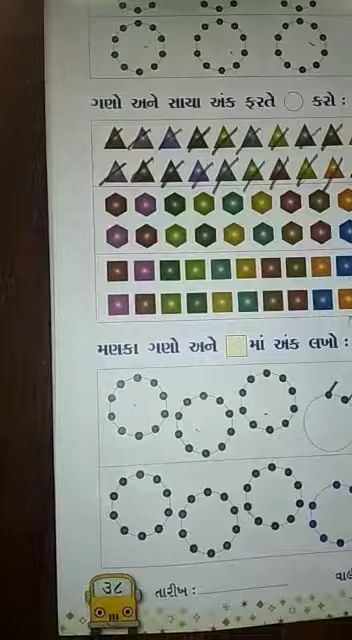 ગણો અને સાચા અંક ફરતે કરો :
મણકા ગણો અને માં અંક લખો :
૩૮
તારીખ :